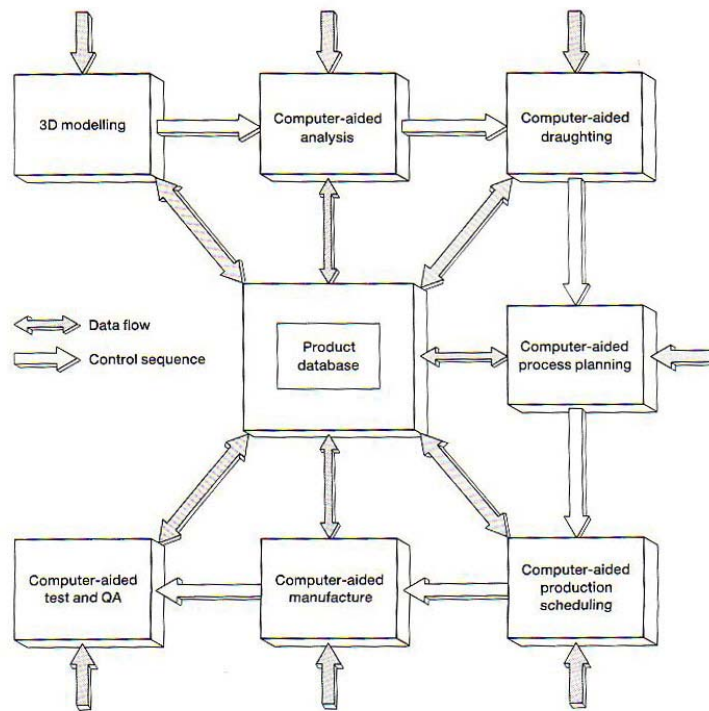 3D modelling
Computer-aided
analysis
Computer-aided
draughting
Data flow
Control sequence
Product
database
Computer-aided
process planning
Computer-aided
test and QA
Computer-aided
manufacture
Computer-aided
production
scheduling